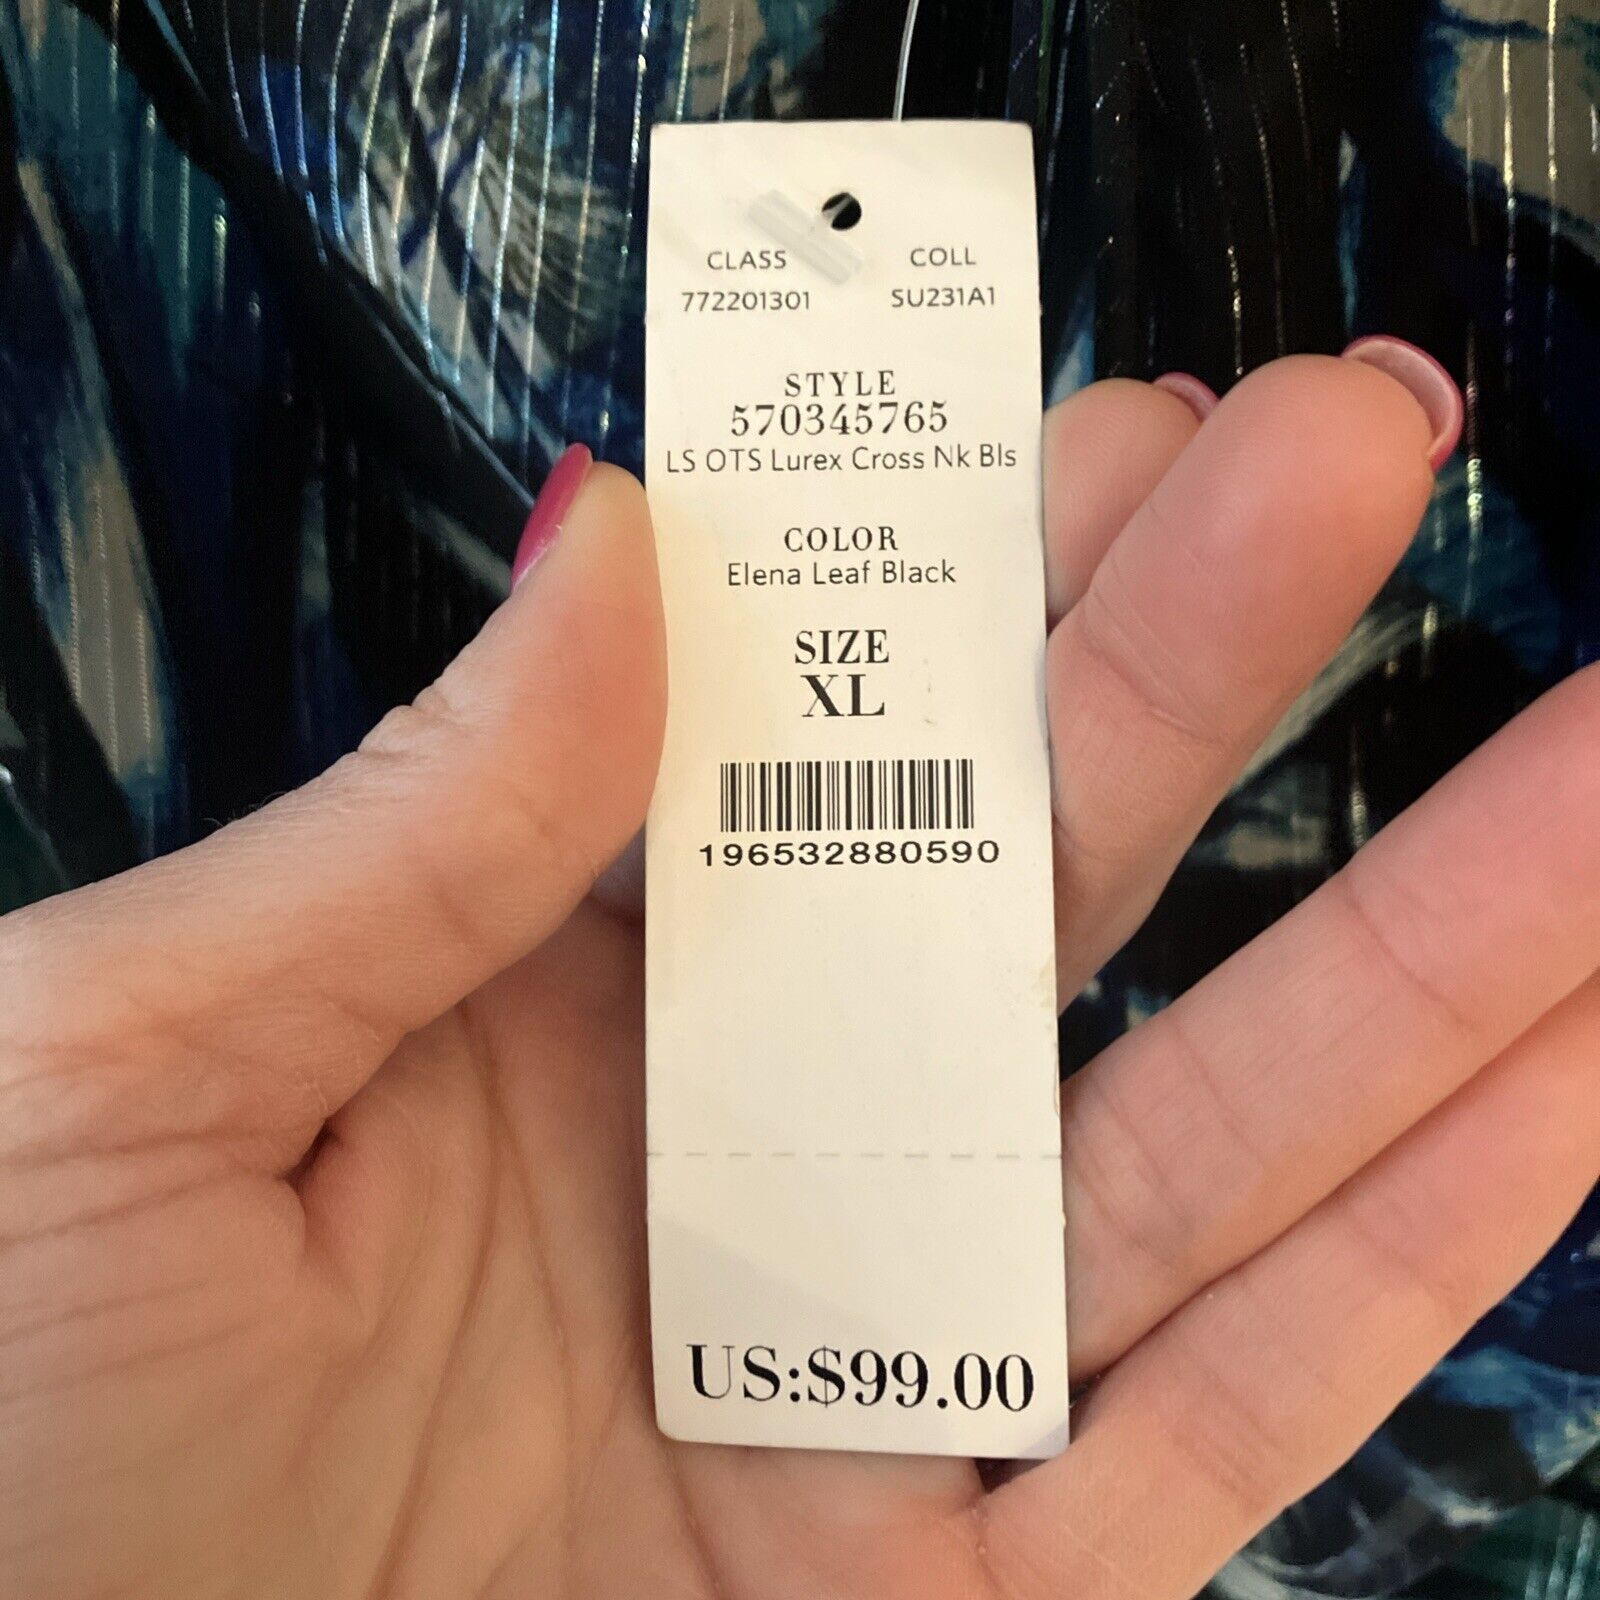 CLASS COLL
772201301 SU231A1
STYLE
570345765
LS OTS Lurex Cross Nk Bls
COLOR
Elena Leaf Black
SIZE
XL
196532880590
US:$99.00